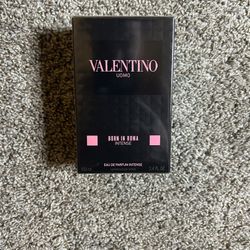 VALENTINO
UOMO
BORN IN ROMA
INTENSE
EAU DE PARFUM INTENSE